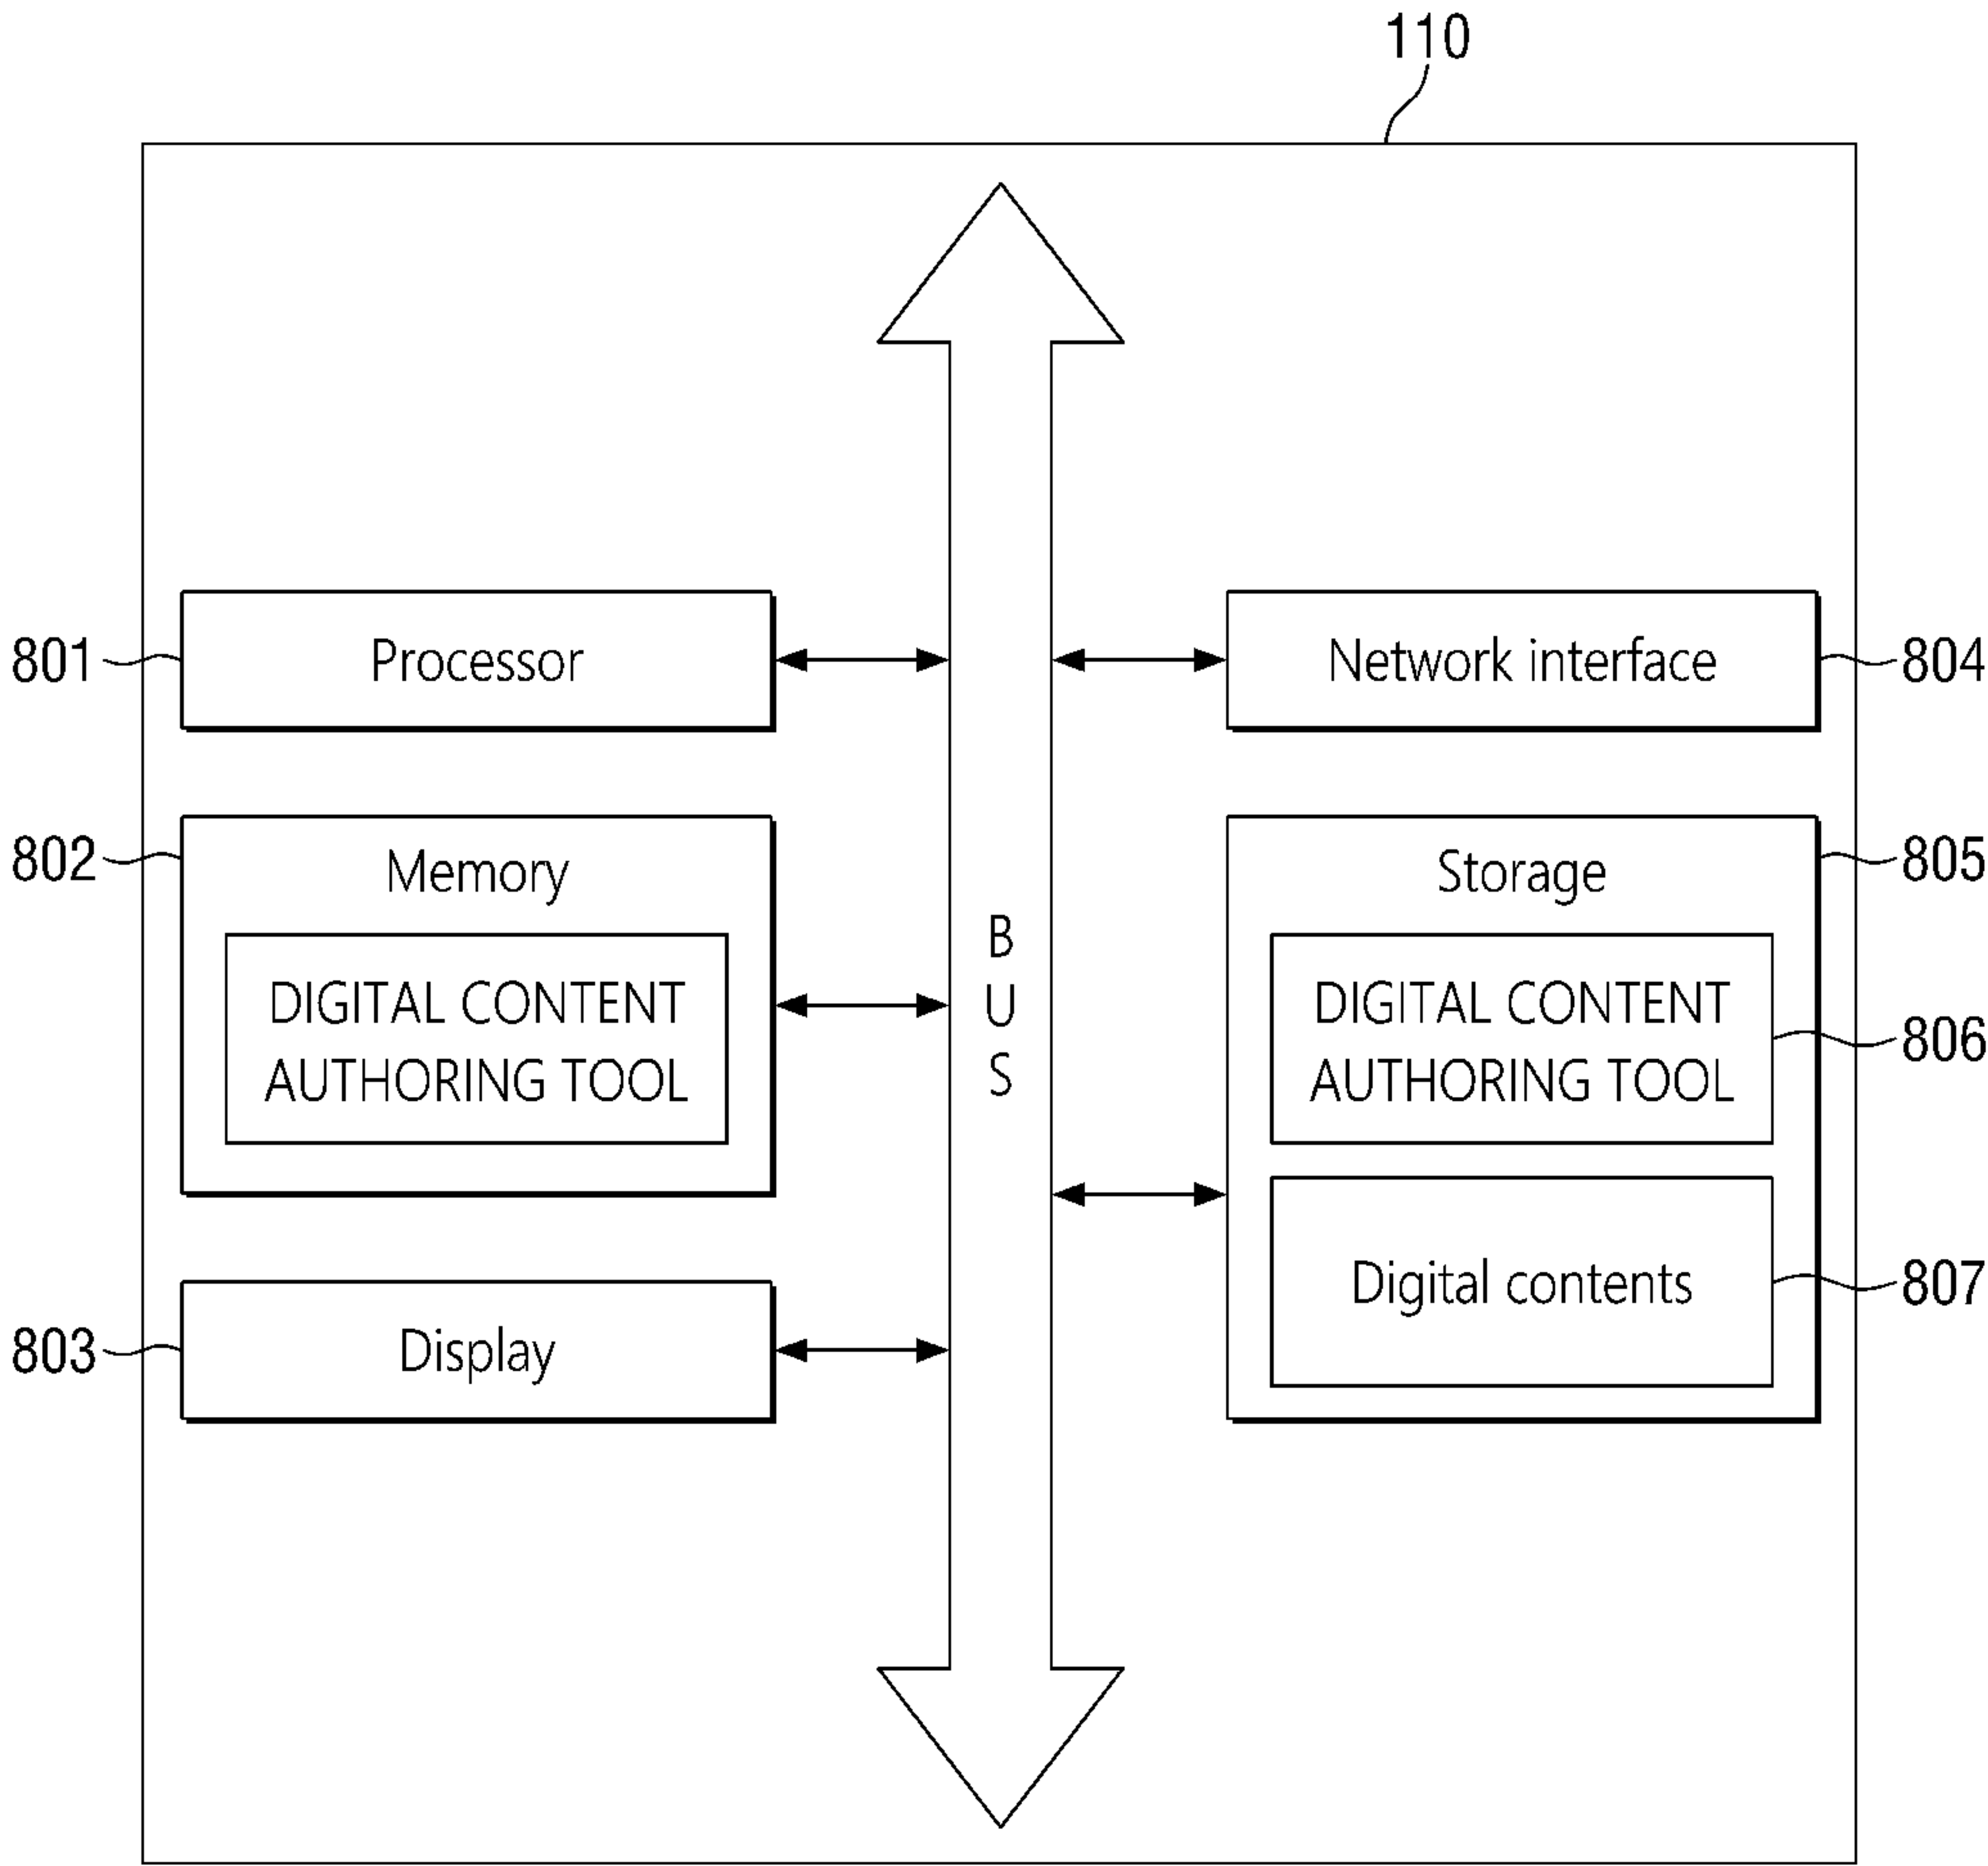 110
801
Processor
Network interface
804
802
Memory
DIGITAL CONTENT
AUTHORING TOOL
803
Display
B
U
S
Storage
805
DIGITAL CONTENT
AUTHORING TOOL
806
Digital contents
807